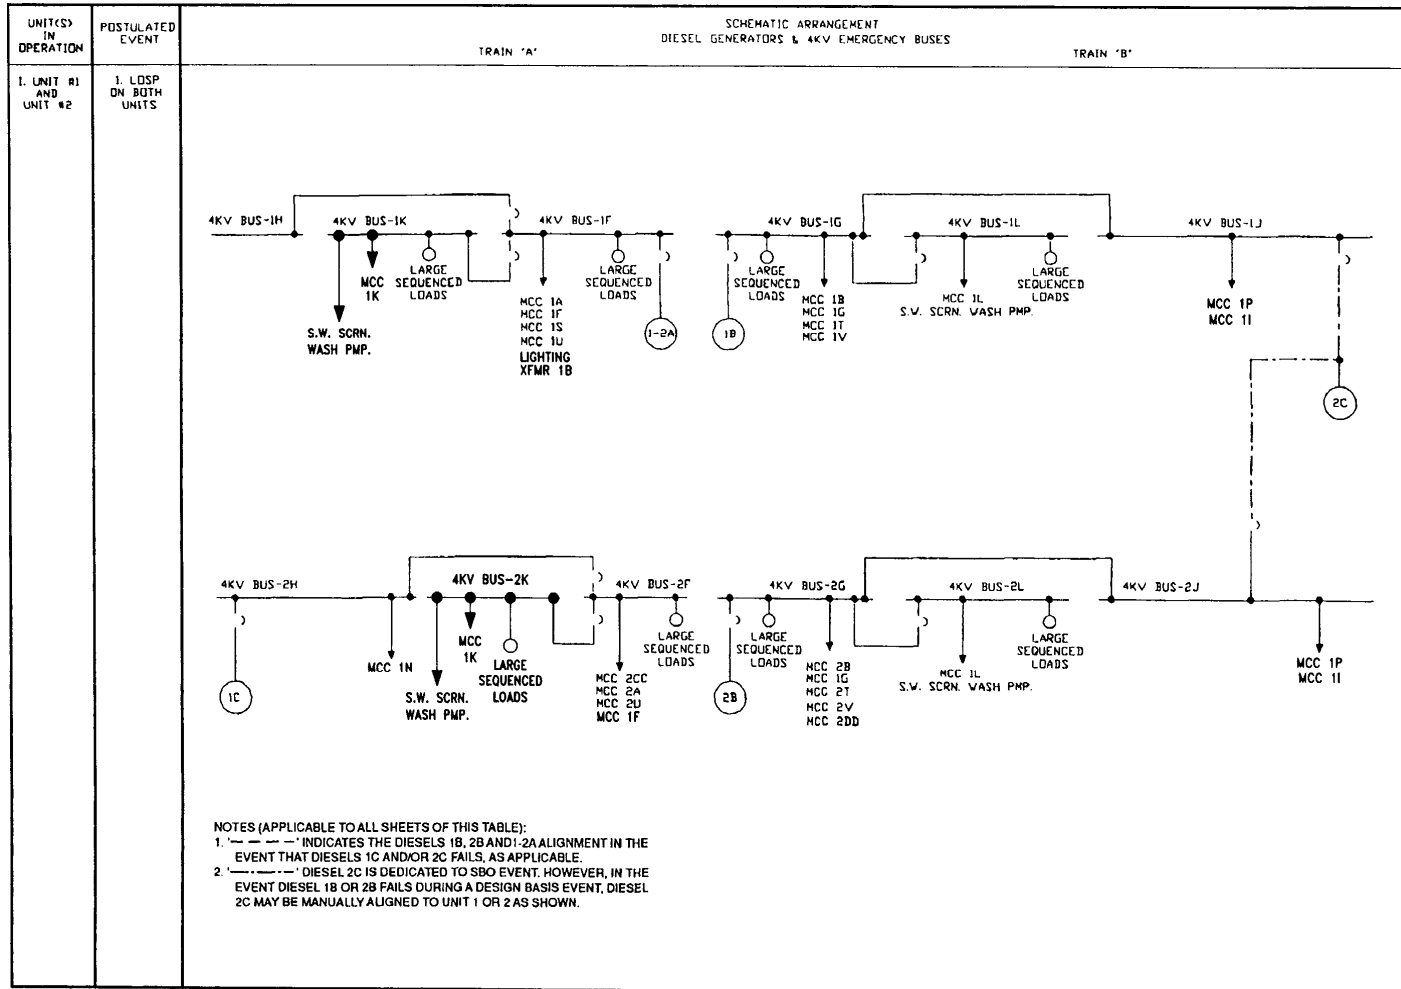 UNIT(S)
IN
OPERATION
POSTULATED
EVENT
SCHEMATIC ARRANGEMENT
DIESEL GENERATORS & 4KV EMERGENCY BUSES
TRAIN 'A'
TRAIN 'B'
1. UNIT #1
AND
UNIT #2
1. LOSP
ON BOTH
UNITS
4KV BUS-1H
4KV BUS-1K
4KV BUS-1F
4KV BUS-1G
4KV BUS-1L
4KV BUS-1J
MCC
1K
LARGE
SEQUENCED
LOADS
S.W. SCRN.
WASH PMP.
MCC 1A
MCC 1F
MCC 1S
MCC 1U
LIGHTING
XFMR 1B
LARGE
SEQUENCED
LOADS
1-2A
1B
LARGE
SEQUENCED
LOADS
MCC 1B
MCC 1G
MCC 1T
MCC 1V
MCC 1L
S.W. SCRN. WASH PMP.
LARGE
SEQUENCED
LOADS
MCC 1P
MCC 1I
2C
4KV BUS-2H
4KV BUS-2K
4KV BUS-2F
4KV BUS-2G
4KV BUS-2L
4KV BUS-2J
1C
MCC 1N
MCC
1K
S.W. SCRN.
WASH PMP.
LARGE
SEQUENCED
LOADS
MCC 2CC
MCC 2A
MCC 2U
MCC 1F
LARGE
SEQUENCED
LOADS
2B
LARGE
SEQUENCED
LOADS
MCC 2B
MCC 1G
MCC 2T
MCC 2V
MCC 2DD
MCC 1L
S.W. SCRN. WASH PMP.
LARGE
SEQUENCED
LOADS
MCC 1P
MCC 1I
NOTES (APPLICABLE TO ALL SHEETS OF THIS TABLE):
1. '— — — —' INDICATES THE DIESELS 1B, 2B AND1-2A ALIGNMENT IN THE
EVENT THAT DIESELS 1C AND/OR 2C FAILS, AS APPLICABLE.
2. '—·—·—' DIESEL 2C IS DEDICATED TO SBO EVENT. HOWEVER, IN THE
EVENT DIESEL 1B OR 2B FAILS DURING A DESIGN BASIS EVENT, DIESEL
2C MAY BE MANUALLY ALIGNED TO UNIT 1 OR 2 AS SHOWN.